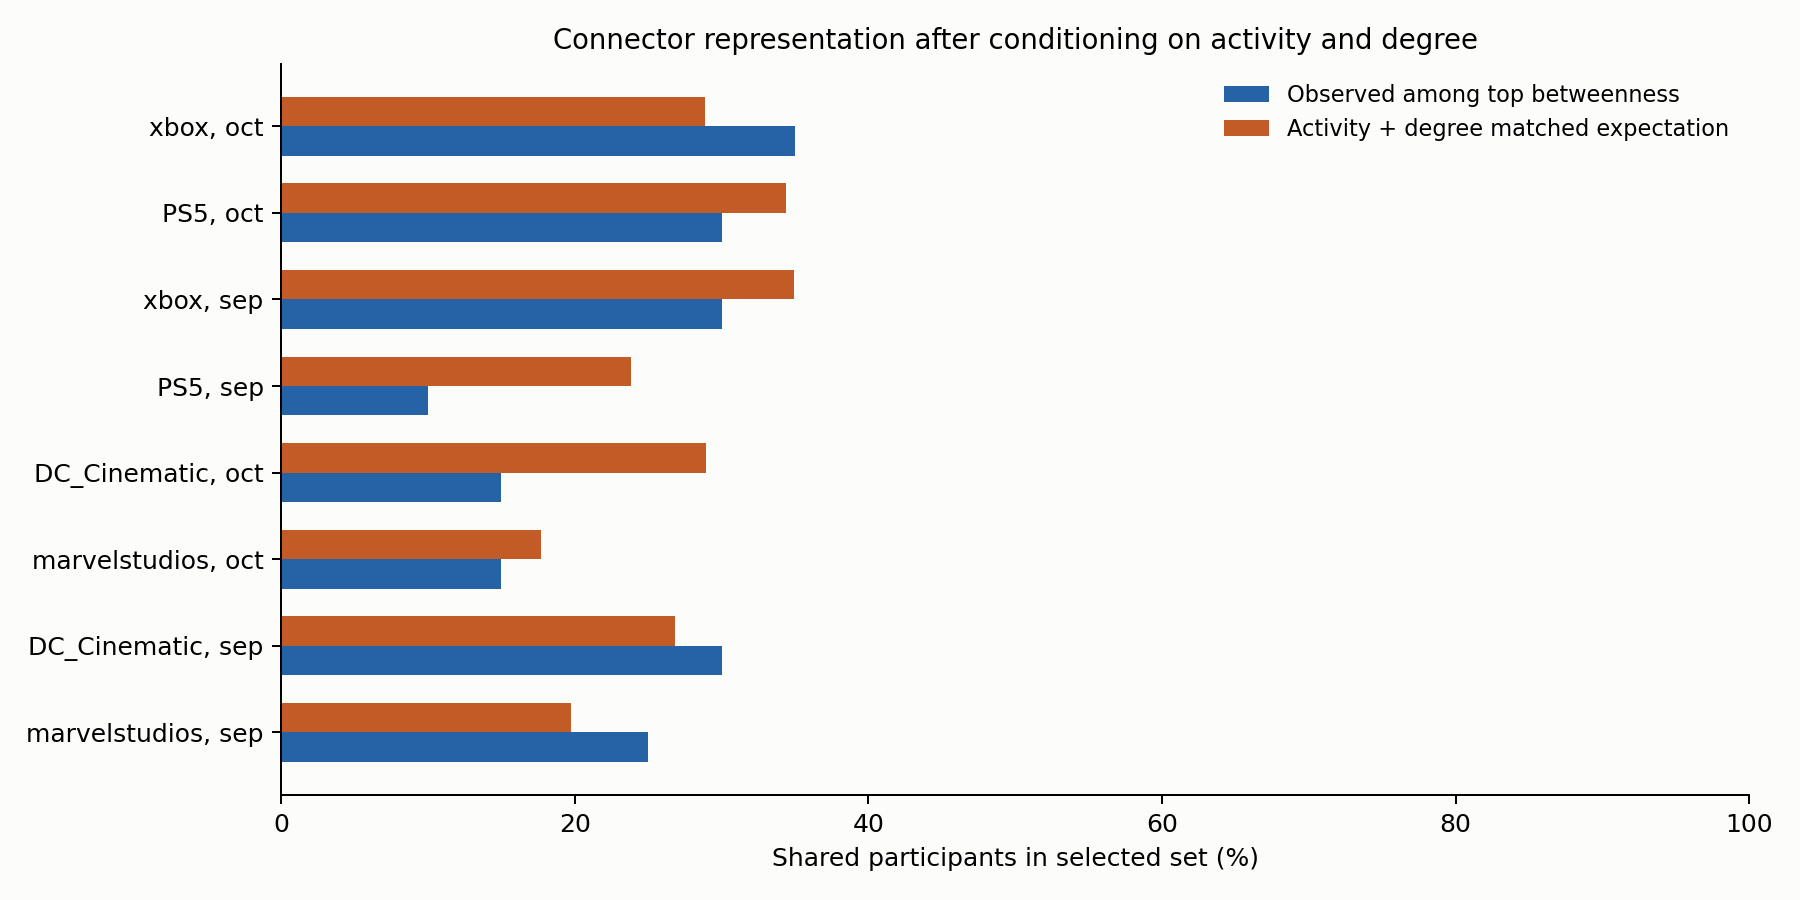 Connector representation after conditioning on activity and degree
Observed among top betweenness
Activity + degree matched expectation
xbox, oct
PS5, oct
xbox, sep
PS5, sep
DC_Cinematic, oct
marvelstudios, oct
DC_Cinematic, sep
marvelstudios, sep
0 20 40 60 80 100
Shared participants in selected set (%)